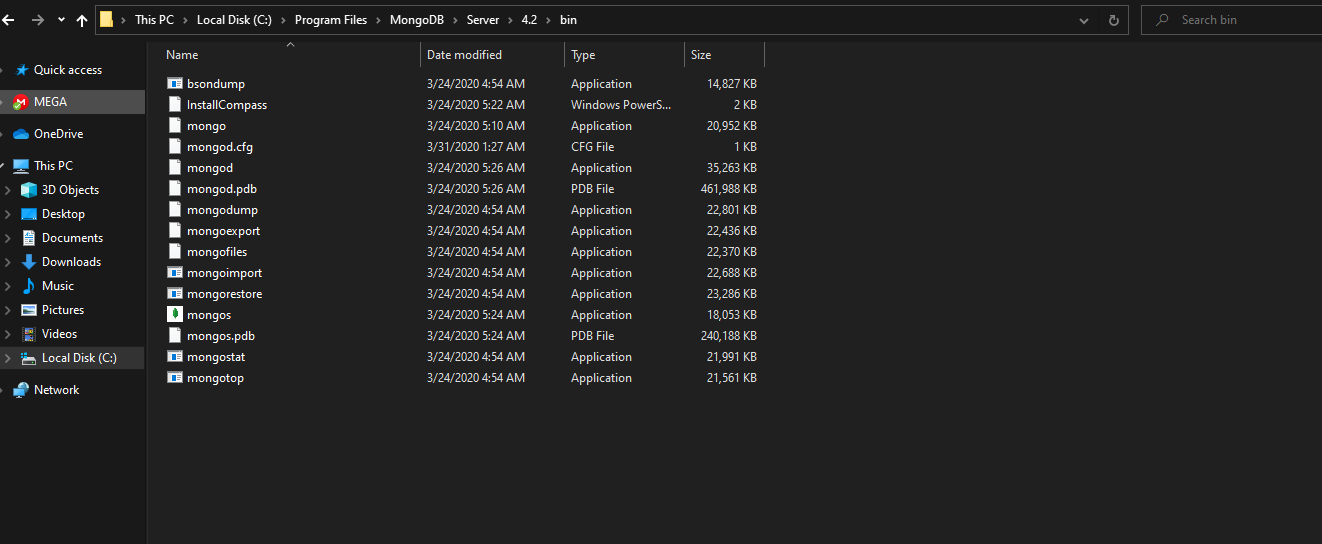 This PC > Local Disk (C:) > Program Files > MongoDB > Server > 4.2 > bin
Search bin
Name Date modified Type Size
Quick access
MEGA
OneDrive
This PC
3D Objects
Desktop
Documents
Downloads
Music
Pictures
Videos
Local Disk (C:)
Network
bsondump 3/24/2020 4:54 AM Application 14,827 KB
InstallCompass 3/24/2020 5:22 AM Windows PowerS... 2 KB
mongo 3/24/2020 5:10 AM Application 20,952 KB
mongod.cfg 3/31/2020 1:27 AM CFG File 1 KB
mongod 3/24/2020 5:26 AM Application 35,263 KB
mongod.pdb 3/24/2020 5:26 AM PDB File 461,988 KB
mongodump 3/24/2020 4:54 AM Application 22,801 KB
mongoexport 3/24/2020 4:54 AM Application 22,436 KB
mongofiles 3/24/2020 4:54 AM Application 22,370 KB
mongoimport 3/24/2020 4:54 AM Application 22,688 KB
mongorestore 3/24/2020 4:54 AM Application 23,286 KB
mongos 3/24/2020 5:24 AM Application 18,053 KB
mongos.pdb 3/24/2020 5:24 AM PDB File 240,188 KB
mongostat 3/24/2020 4:54 AM Application 21,991 KB
mongotop 3/24/2020 4:54 AM Application 21,561 KB